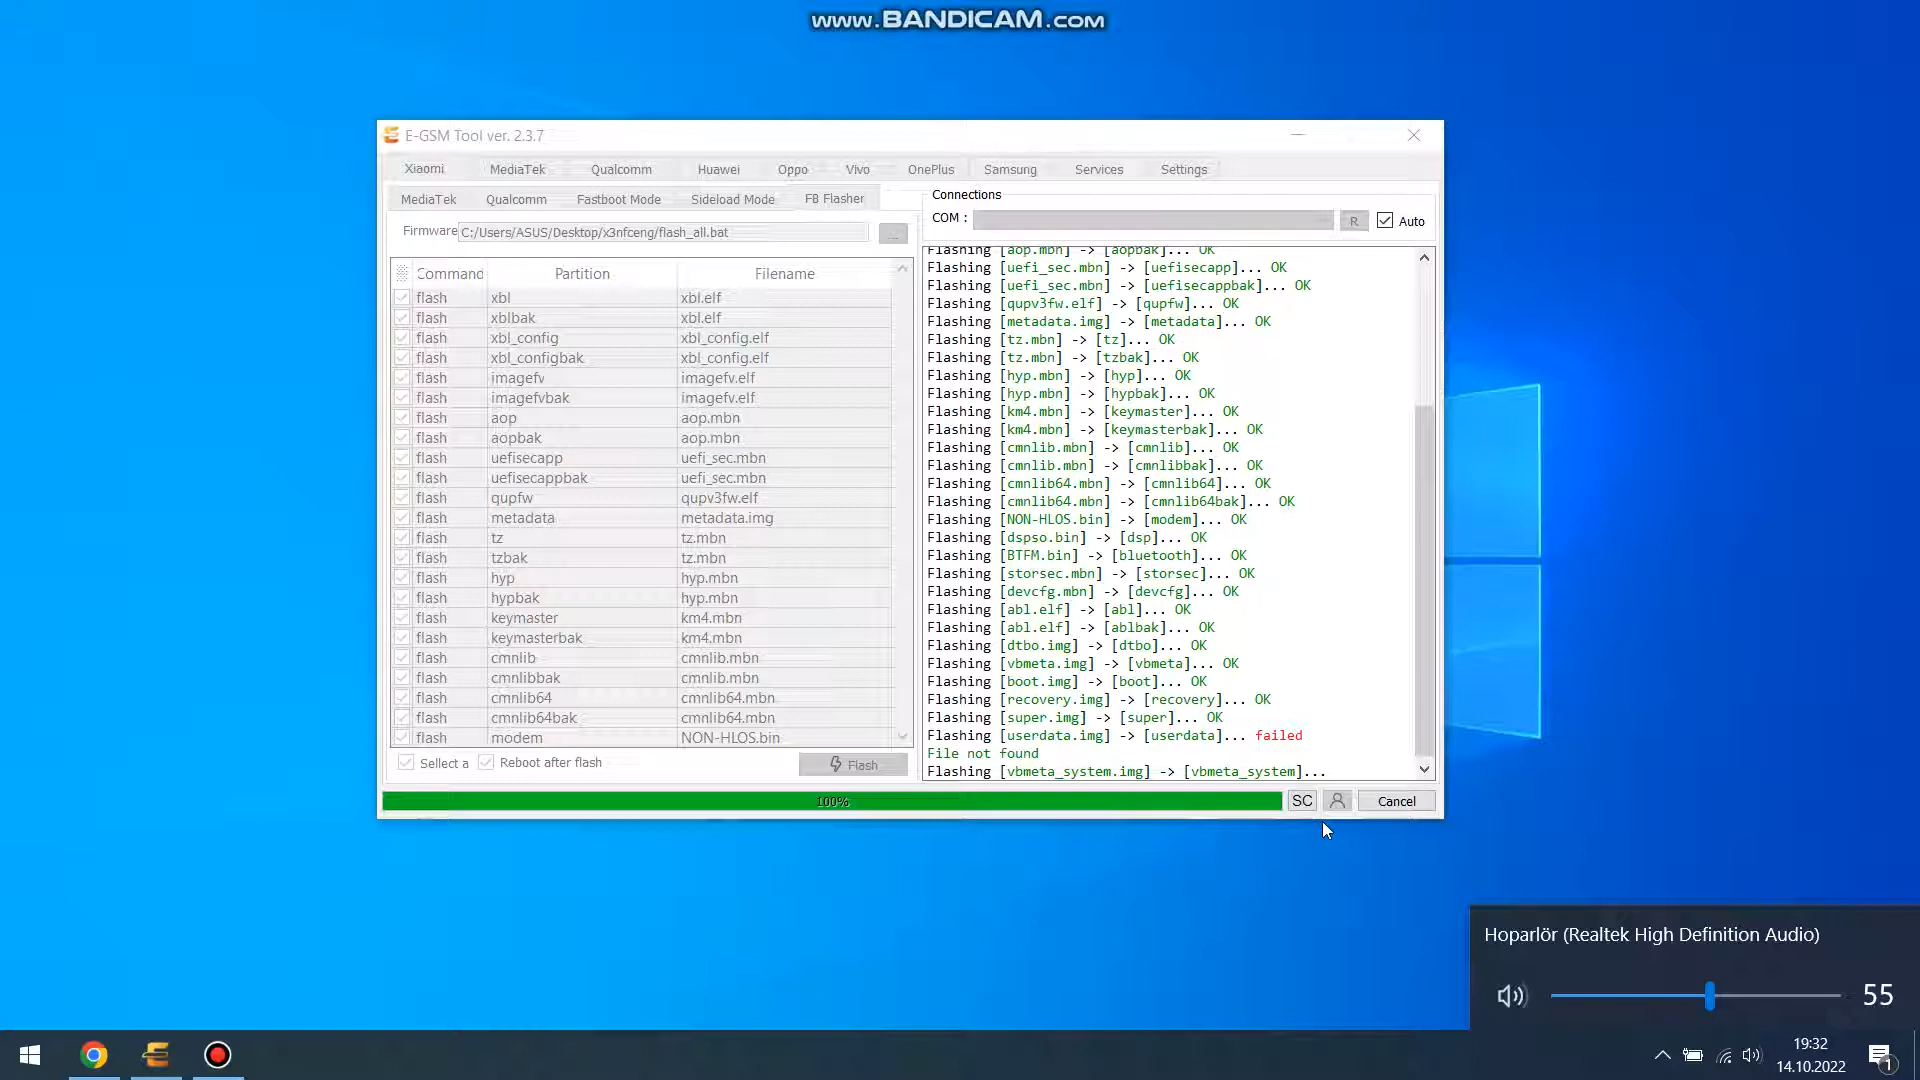 www.BANDICAM.com
E-GSM Tool ver. 2.3.7
Xiaomi MediaTek Qualcomm Huawei Oppo Vivo OnePlus Samsung Services Settings
MediaTek Qualcomm Fastboot Mode Sideload Mode FB Flasher
Firmware C:/Users/ASUS/Desktop/x3nfceng/flash_all.bat ...
Command Partition Filename
flash xbl xbl.elf
flash xblbak xbl.elf
flash xbl_config xbl_config.elf
flash xbl_configbak xbl_config.elf
flash imagefv imagefv.elf
flash imagefvbak imagefv.elf
flash aop aop.mbn
flash aopbak aop.mbn
flash uefisecapp uefi_sec.mbn
flash uefisecappbak uefi_sec.mbn
flash qupfw qupv3fw.elf
flash metadata metadata.img
flash tz tz.mbn
flash tzbak tz.mbn
flash hyp hyp.mbn
flash hypbak hyp.mbn
flash keymaster km4.mbn
flash keymasterbak km4.mbn
flash cmnlib cmnlib.mbn
flash cmnlibbak cmnlib.mbn
flash cmnlib64 cmnlib64.mbn
flash cmnlib64bak cmnlib64.mbn
flash modem NON-HLOS.bin
Sellect a Reboot after flash Flash
Connections
COM : R Auto
Flashing [aop.mbn] -> [aopbak]... OK
Flashing [uefi_sec.mbn] -> [uefisecapp]... OK
Flashing [uefi_sec.mbn] -> [uefisecappbak]... OK
Flashing [qupv3fw.elf] -> [qupfw]... OK
Flashing [metadata.img] -> [metadata]... OK
Flashing [tz.mbn] -> [tz]... OK
Flashing [tz.mbn] -> [tzbak]... OK
Flashing [hyp.mbn] -> [hyp]... OK
Flashing [hyp.mbn] -> [hypbak]... OK
Flashing [km4.mbn] -> [keymaster]... OK
Flashing [km4.mbn] -> [keymasterbak]... OK
Flashing [cmnlib.mbn] -> [cmnlib]... OK
Flashing [cmnlib.mbn] -> [cmnlibbak]... OK
Flashing [cmnlib64.mbn] -> [cmnlib64]... OK
Flashing [cmnlib64.mbn] -> [cmnlib64bak]... OK
Flashing [NON-HLOS.bin] -> [modem]... OK
Flashing [dspso.bin] -> [dsp]... OK
Flashing [BTFM.bin] -> [bluetooth]... OK
Flashing [storsec.mbn] -> [storsec]... OK
Flashing [devcfg.mbn] -> [devcfg]... OK
Flashing [abl.elf] -> [abl]... OK
Flashing [abl.elf] -> [ablbak]... OK
Flashing [dtbo.img] -> [dtbo]... OK
Flashing [vbmeta.img] -> [vbmeta]... OK
Flashing [boot.img] -> [boot]... OK
Flashing [recovery.img] -> [recovery]... OK
Flashing [super.img] -> [super]... OK
Flashing [userdata.img] -> [userdata]... failed
File not found
Flashing [vbmeta_system.img] -> [vbmeta_system]...
100% SC Cancel
Hoparlör (Realtek High Definition Audio)
55
19:32
14.10.2022
1